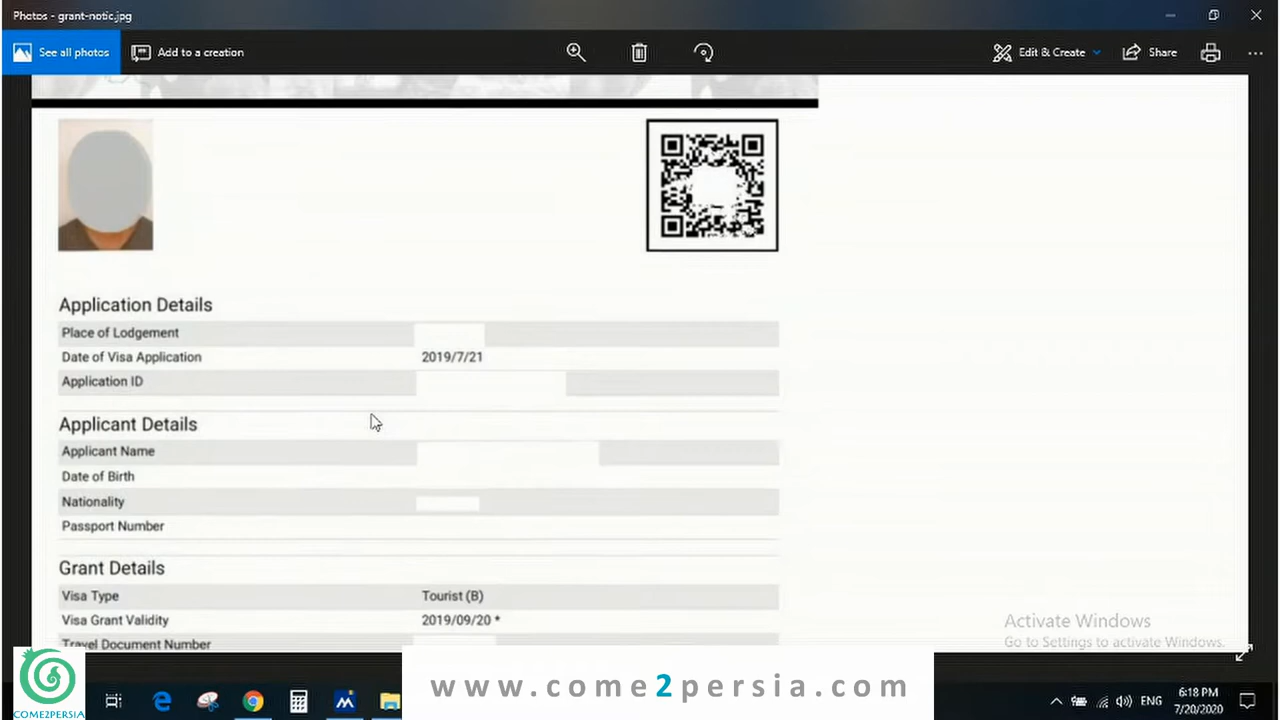 Photos - grant-notic.jpg
See all photos
Add to a creation
Edit & Create
Share
Application Details
Place of Lodgement
Date of Visa Application 2019/7/21
Application ID
Applicant Details
Applicant Name
Date of Birth
Nationality
Passport Number
Grant Details
Visa Type Tourist (B)
Visa Grant Validity 2019/09/20 *
Travel Document Number
Activate Windows
Go to Settings to activate Windows.
COME2PERSIA
www.come2persia.com
ENG
6:18 PM
7/20/2020